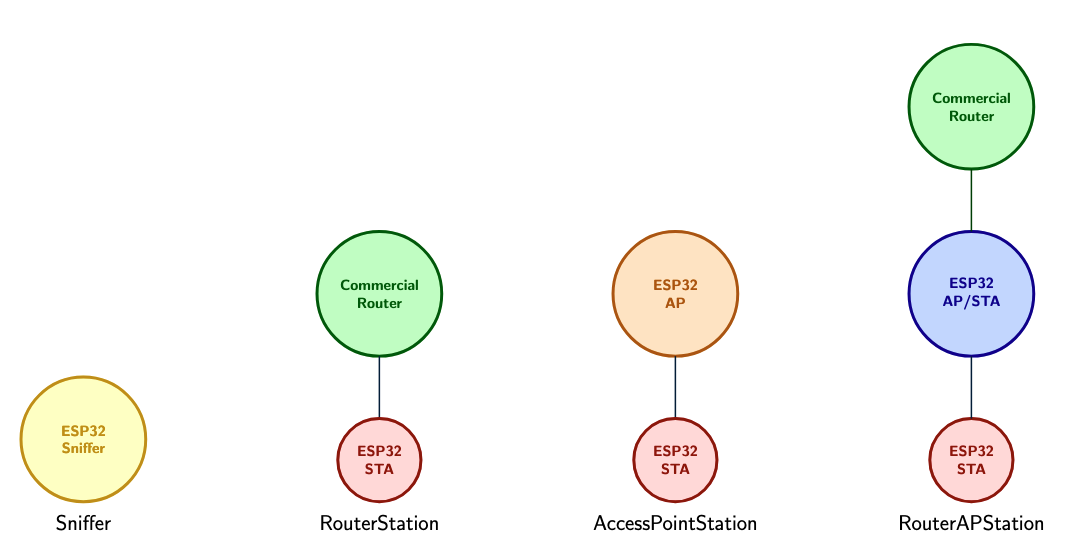 ESP32
Sniffer
Sniffer
Commercial
Router
ESP32
STA
RouterStation
ESP32
AP
ESP32
STA
AccessPointStation
Commercial
Router
ESP32
AP/STA
ESP32
STA
RouterAPStation